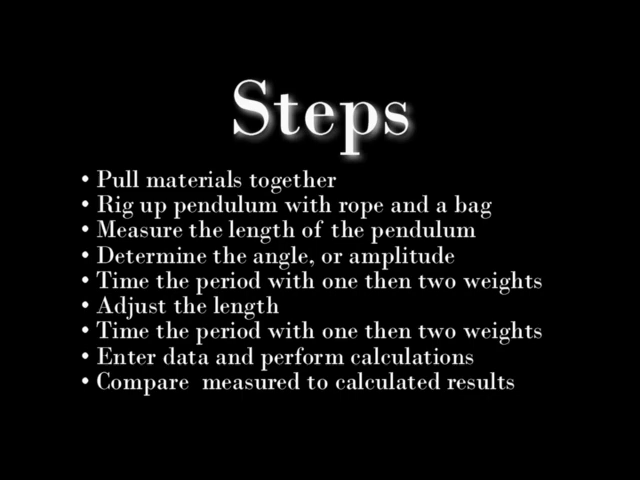 Steps
• Pull materials together
• Rig up pendulum with rope and a bag
• Measure the length of the pendulum
• Determine the angle, or amplitude
• Time the period with one then two weights
• Adjust the length
• Time the period with one then two weights
• Enter data and perform calculations
• Compare  measured to calculated results